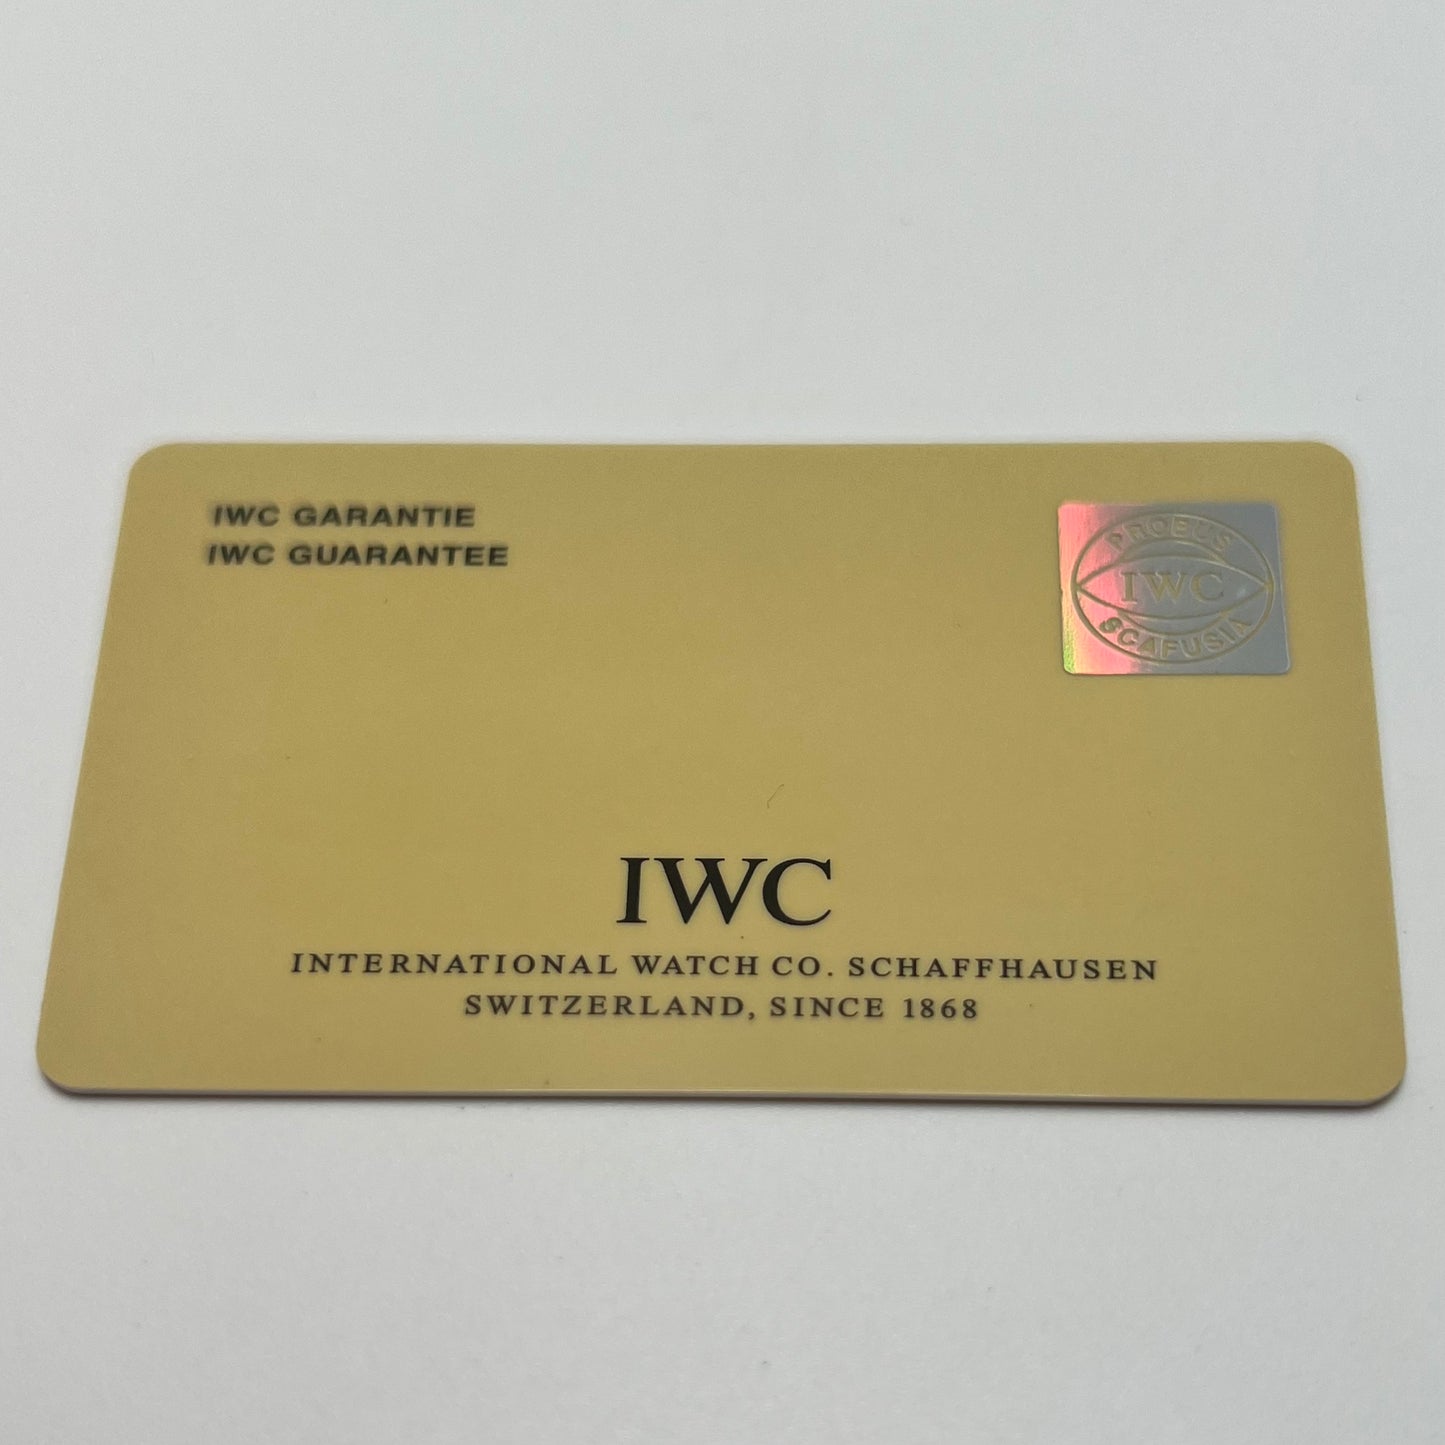 IWC GARANTIE
IWC GUARANTEE
PROBUS
IWC
SCAFUSIA
IWC
INTERNATIONAL WATCH CO. SCHAFFHAUSEN
SWITZERLAND, SINCE 1868